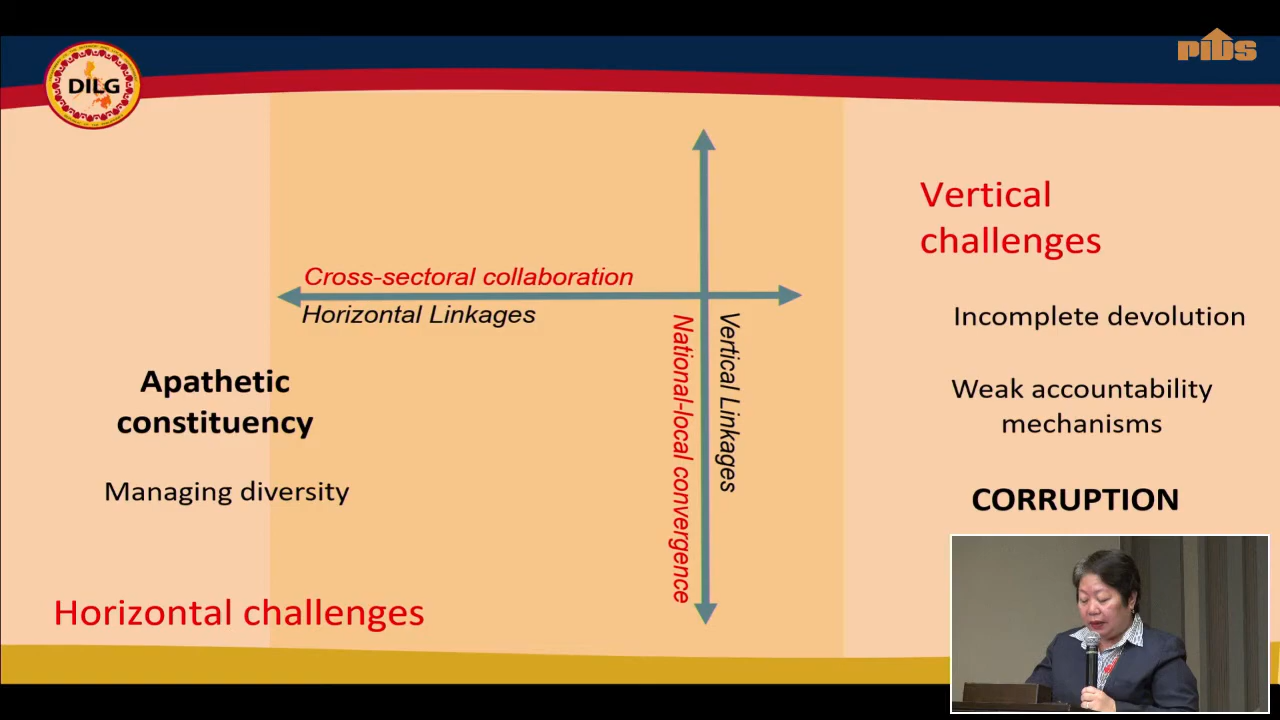 DILG
PIDS
Vertical
challenges
Cross-sectoral collaboration
Horizontal Linkages
National-local convergence
Vertical Linkages
Incomplete devolution
Weak accountability
mechanisms
CORRUPTION
Apathetic
constituency
Managing diversity
Horizontal challenges